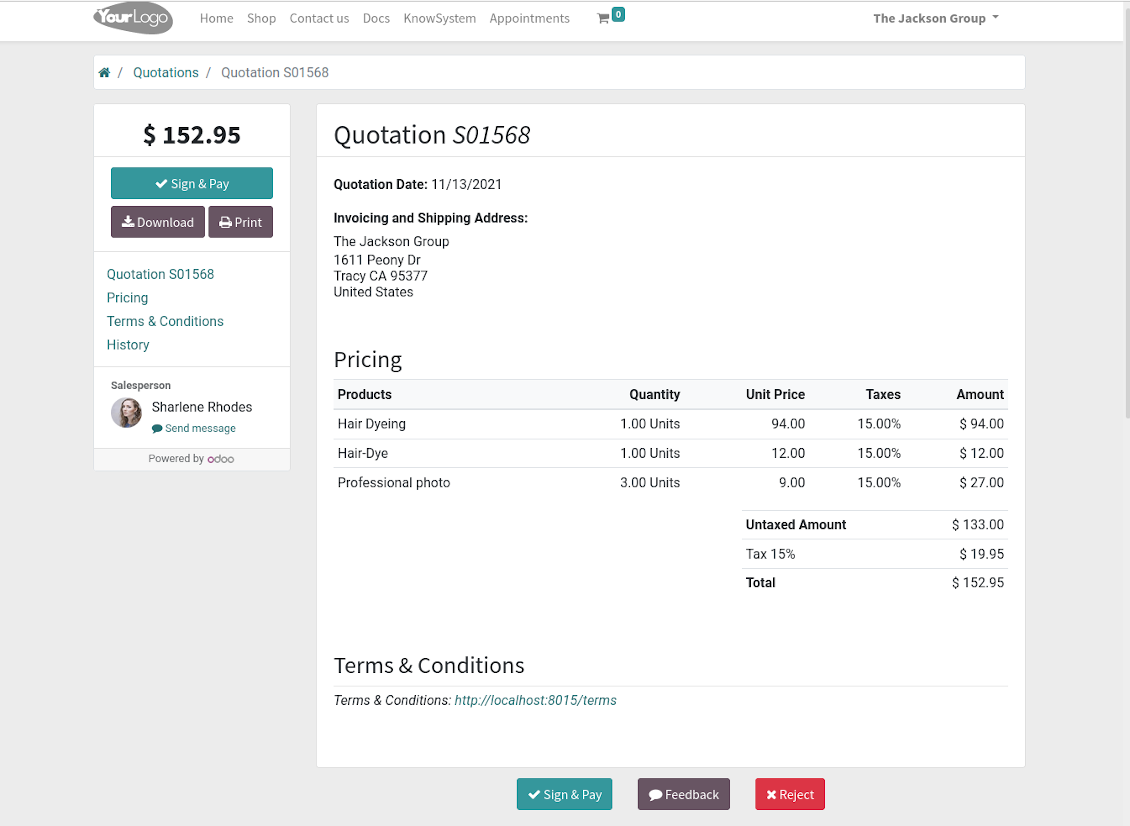 YourLogo Home Shop Contact us Docs KnowSystem Appointments 0 The Jackson Group
/ Quotations / Quotation S01568
$ 152.95
Sign & Pay
Download Print
Quotation S01568
Pricing
Terms & Conditions
History
Salesperson
Sharlene Rhodes
Send message
Powered by odoo
Quotation S01568
Quotation Date: 11/13/2021
Invoicing and Shipping Address:
The Jackson Group
1611 Peony Dr
Tracy CA 95377
United States
Pricing
Products Quantity Unit Price Taxes Amount
Hair Dyeing 1.00 Units 94.00 15.00% $ 94.00
Hair-Dye 1.00 Units 12.00 15.00% $ 12.00
Professional photo 3.00 Units 9.00 15.00% $ 27.00
Untaxed Amount $ 133.00
Tax 15% $ 19.95
Total $ 152.95
Terms & Conditions
Terms & Conditions: http://localhost:8015/terms
Sign & Pay Feedback Reject